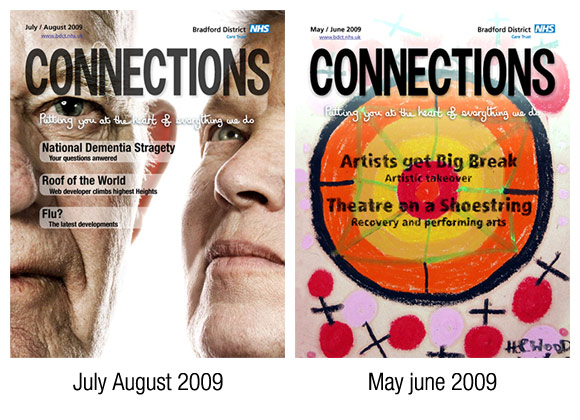 July / August 2009
www.bdct.nhs.uk
Bradford District NHS
Care Trust
CONNECTIONS
Putting you at the heart of everything we do
National Dementia Stragety
Your questions answered
Roof of the World
Web developer climbs highest Heights
Flu?
The latest developments
July August 2009
May / June 2009
www.bdct.nhs.uk
Bradford District NHS
Care Trust
CONNECTIONS
Putting you at the heart of everything we do
Artists get Big Break
Artistic takeover
Theatre on a Shoestring
Recovery and performing arts
H.C.WOOD
May june 2009